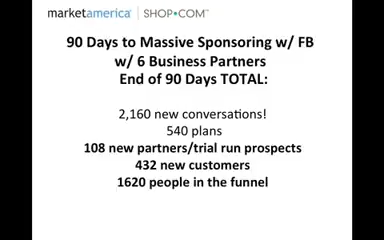 marketamerica | SHOP•COM™
90 Days to Massive Sponsoring w/ FB
w/ 6 Business Partners
End of 90 Days TOTAL:
2,160 new conversations!
540 plans
108 new partners/trial run prospects
432 new customers
1620 people in the funnel